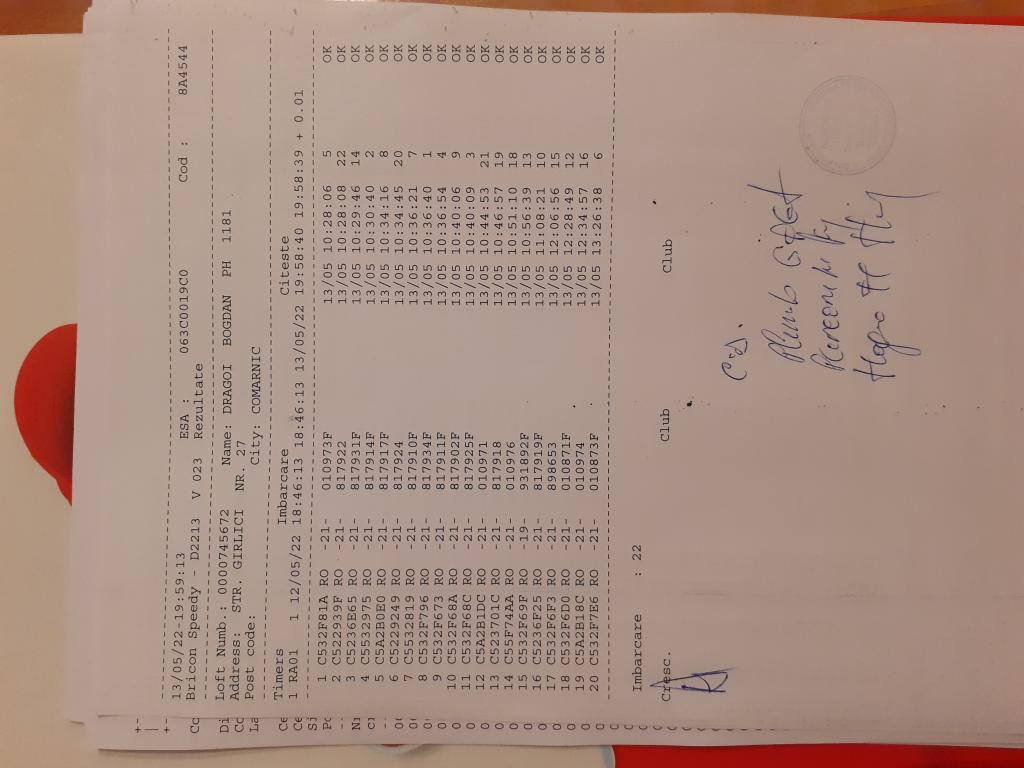 13/05/22-19:59:13
Bricon Speedy - D2213 V 023 ESA : 063C0019C0 Cod : 8A4544
Rezultate
Loft Numb.: 0000745672 Name: DRAGOI BOGDAN PH 1181
Address: STR. GIRLICI NR. 27
Post code: City: COMARNIC
Timers Imbarcare Citeste
1 RA01 1 12/05/22 18:46:13 18:46:13 13/05/22 19:58:40 19:58:39 + 0.01
1 C532F81A RO -21- 010973F 13/05 10:28:06 5 OK
2 C522939F RO -21- 817922 13/05 10:28:08 22 OK
3 C5236E65 RO -21- 817931F 13/05 10:29:46 14 OK
4 C5532975 RO -21- 817914F 13/05 10:30:40 2 OK
5 C5A2B0E0 RO -21- 817917F 13/05 10:34:16 8 OK
6 C5229249 RO -21- 817924 13/05 10:34:45 20 OK
7 C5532819 RO -21- 817910F 13/05 10:36:21 7 OK
8 C532F796 RO -21- 817934F 13/05 10:36:40 1 OK
9 C532F673 RO -21- 817911F 13/05 10:36:54 4 OK
10 C532F68A RO -21- 817902F 13/05 10:40:06 9 OK
11 C532F68C RO -21- 817925F 13/05 10:40:09 3 OK
12 C5A2B1DC RO -21- 010971 13/05 10:44:53 21 OK
13 C523701C RO -21- 817918 13/05 10:46:57 19 OK
14 C55F74AA RO -21- 010976 13/05 10:51:10 18 OK
15 C532F69F RO -19- 931892F 13/05 10:56:39 13 OK
16 C5236F25 RO -21- 817919F 13/05 11:08:21 10 OK
17 C532F6F3 RO -21- 898653 13/05 12:06:56 15 OK
18 C532F6D0 RO -21- 010871F 13/05 12:28:49 12 OK
19 C5A2B18C RO -21- 010974 13/05 12:34:57 16 OK
20 C532F7E6 RO -21- 010873F 13/05 13:26:38 6 OK
Imbarcare : 22
Cresc. Club Club